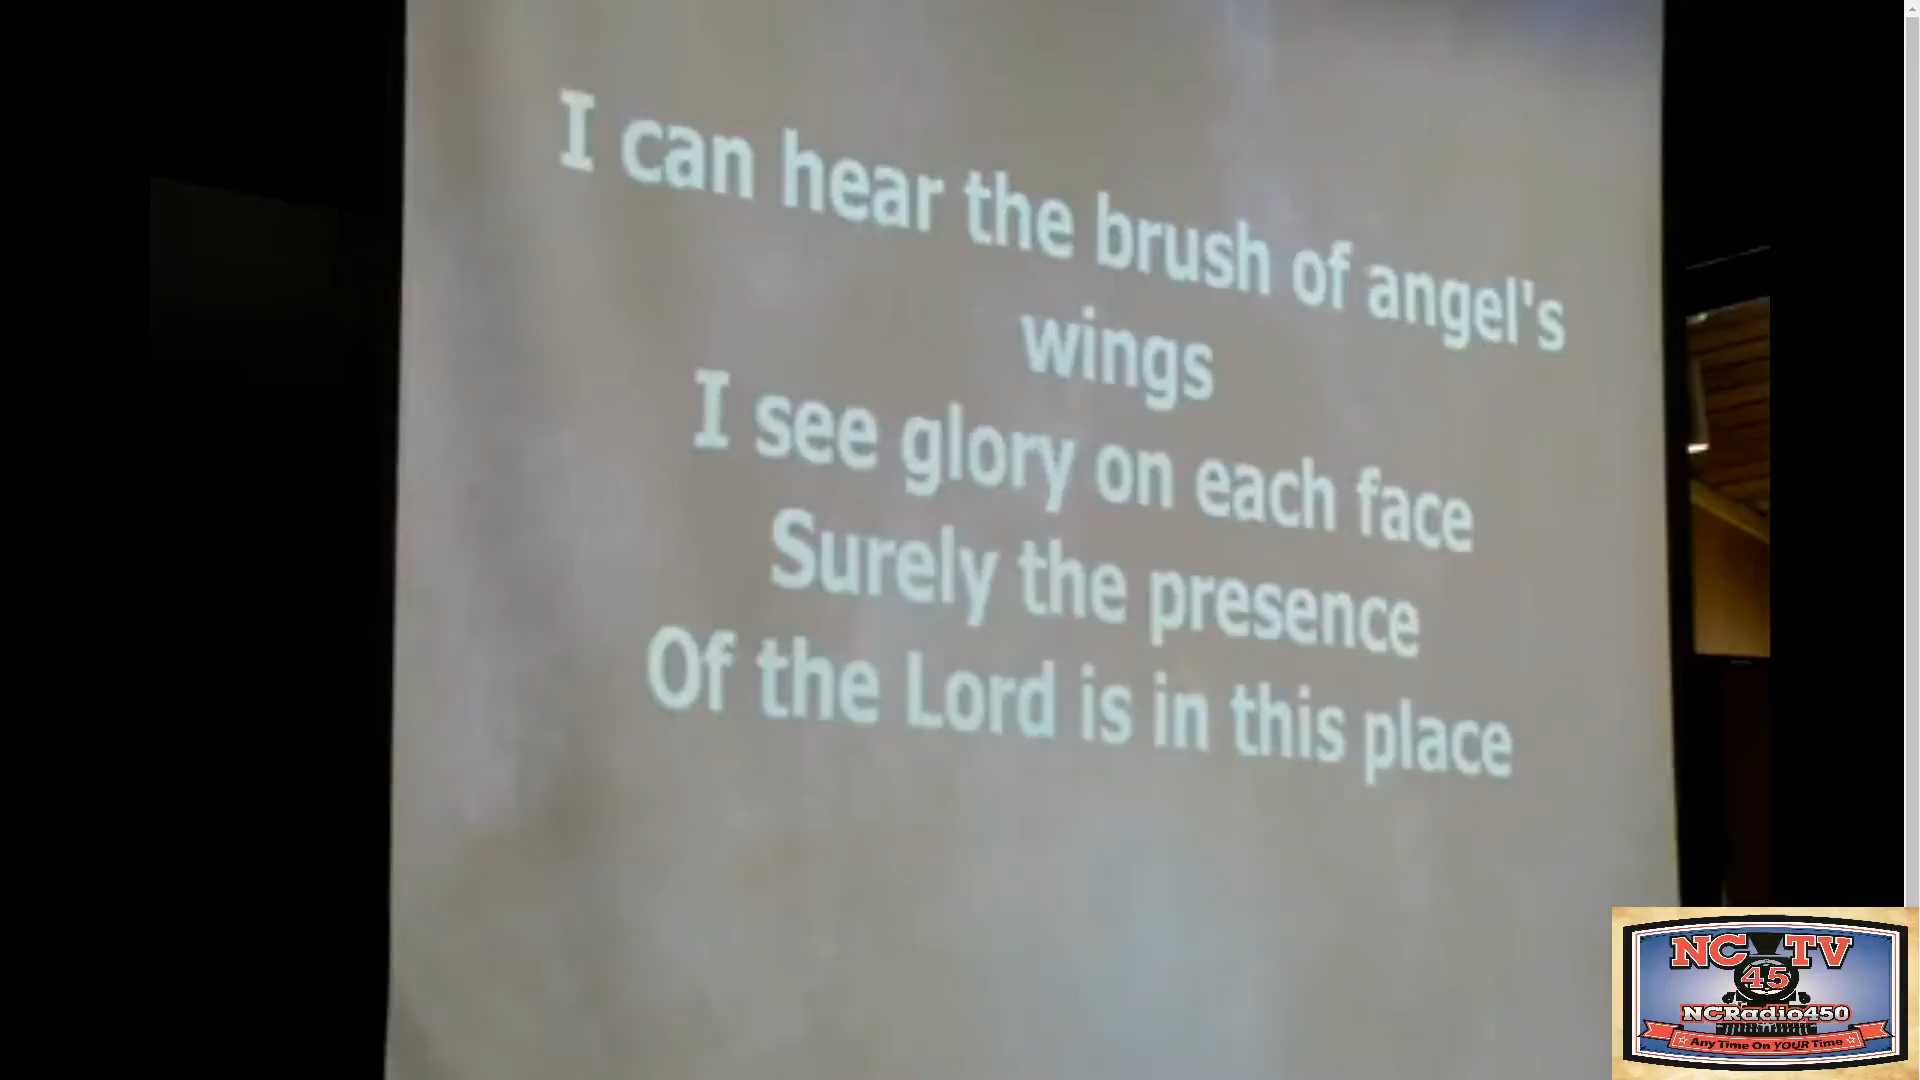 I can hear the brush of angel's
wings
I see glory on each face
Surely the presence
Of the Lord is in this place
NC TV
45
NCRadio450
Any Time On YOUR Time